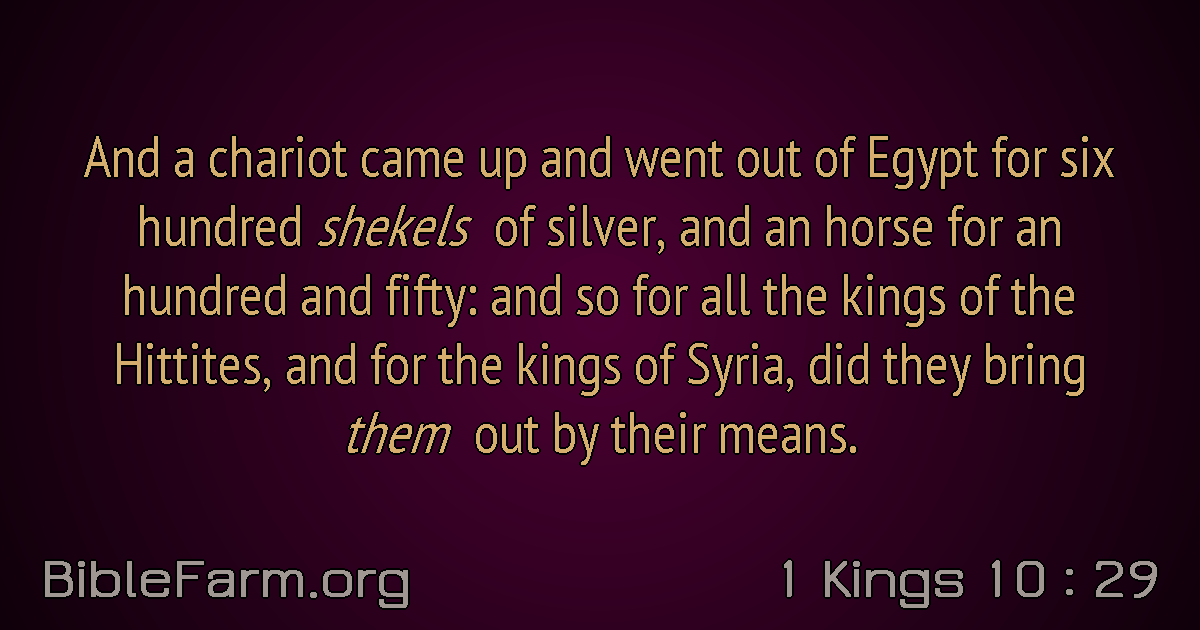 And a chariot came up and went out of Egypt for six
hundred shekels of silver, and an horse for an
hundred and fifty: and so for all the kings of the
Hittites, and for the kings of Syria, did they bring
them out by their means.
BibleFarm.org
1 Kings 10 : 29